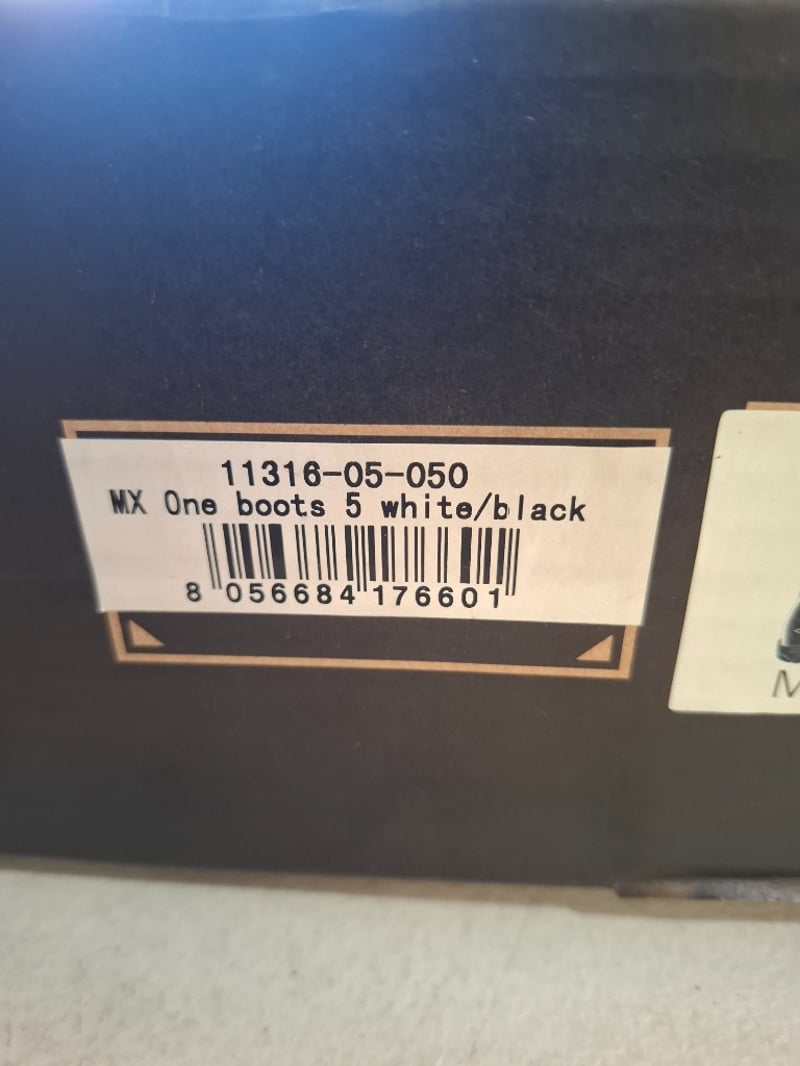 11316-05-050
MX One boots 5 white/black
8 056684 176601
M